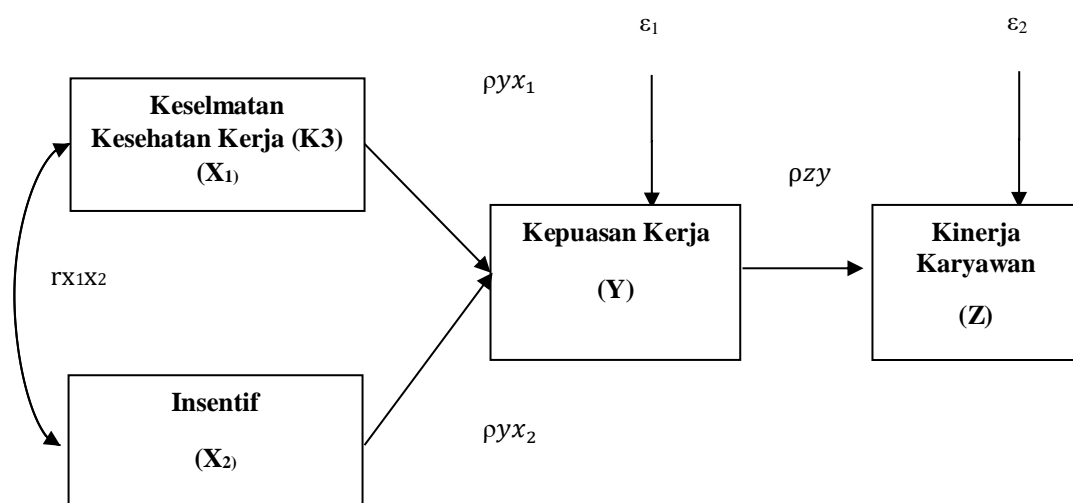 ε₁
ε₂
ρyx₁
Keselmatan
Kesehatan Kerja (K3)
(X₁)
ρzy
Kepuasan Kerja
(Y)
Kinerja
Karyawan
(Z)
rx₁x₂
Insentif
(X₂)
ρyx₂